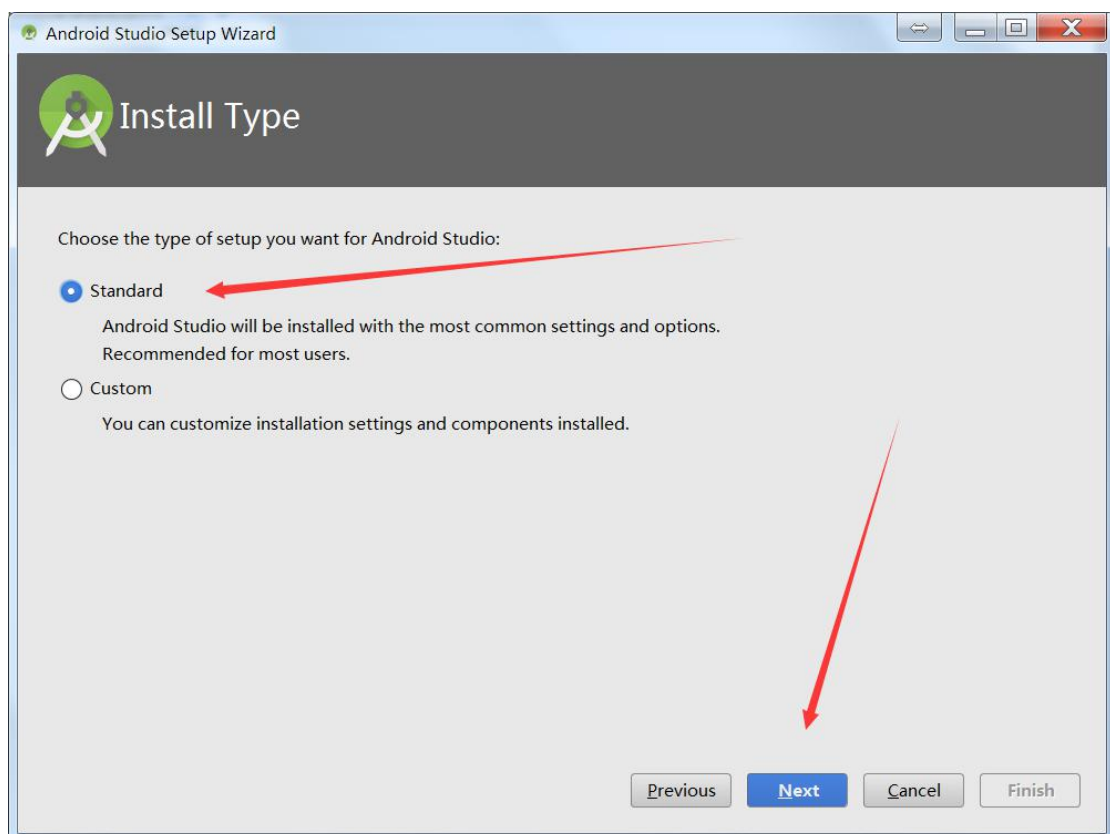 Android Studio Setup Wizard
Install Type
Choose the type of setup you want for Android Studio:
Standard
Android Studio will be installed with the most common settings and options.
Recommended for most users.
Custom
You can customize installation settings and components installed.
Previous
Next
Cancel
Finish